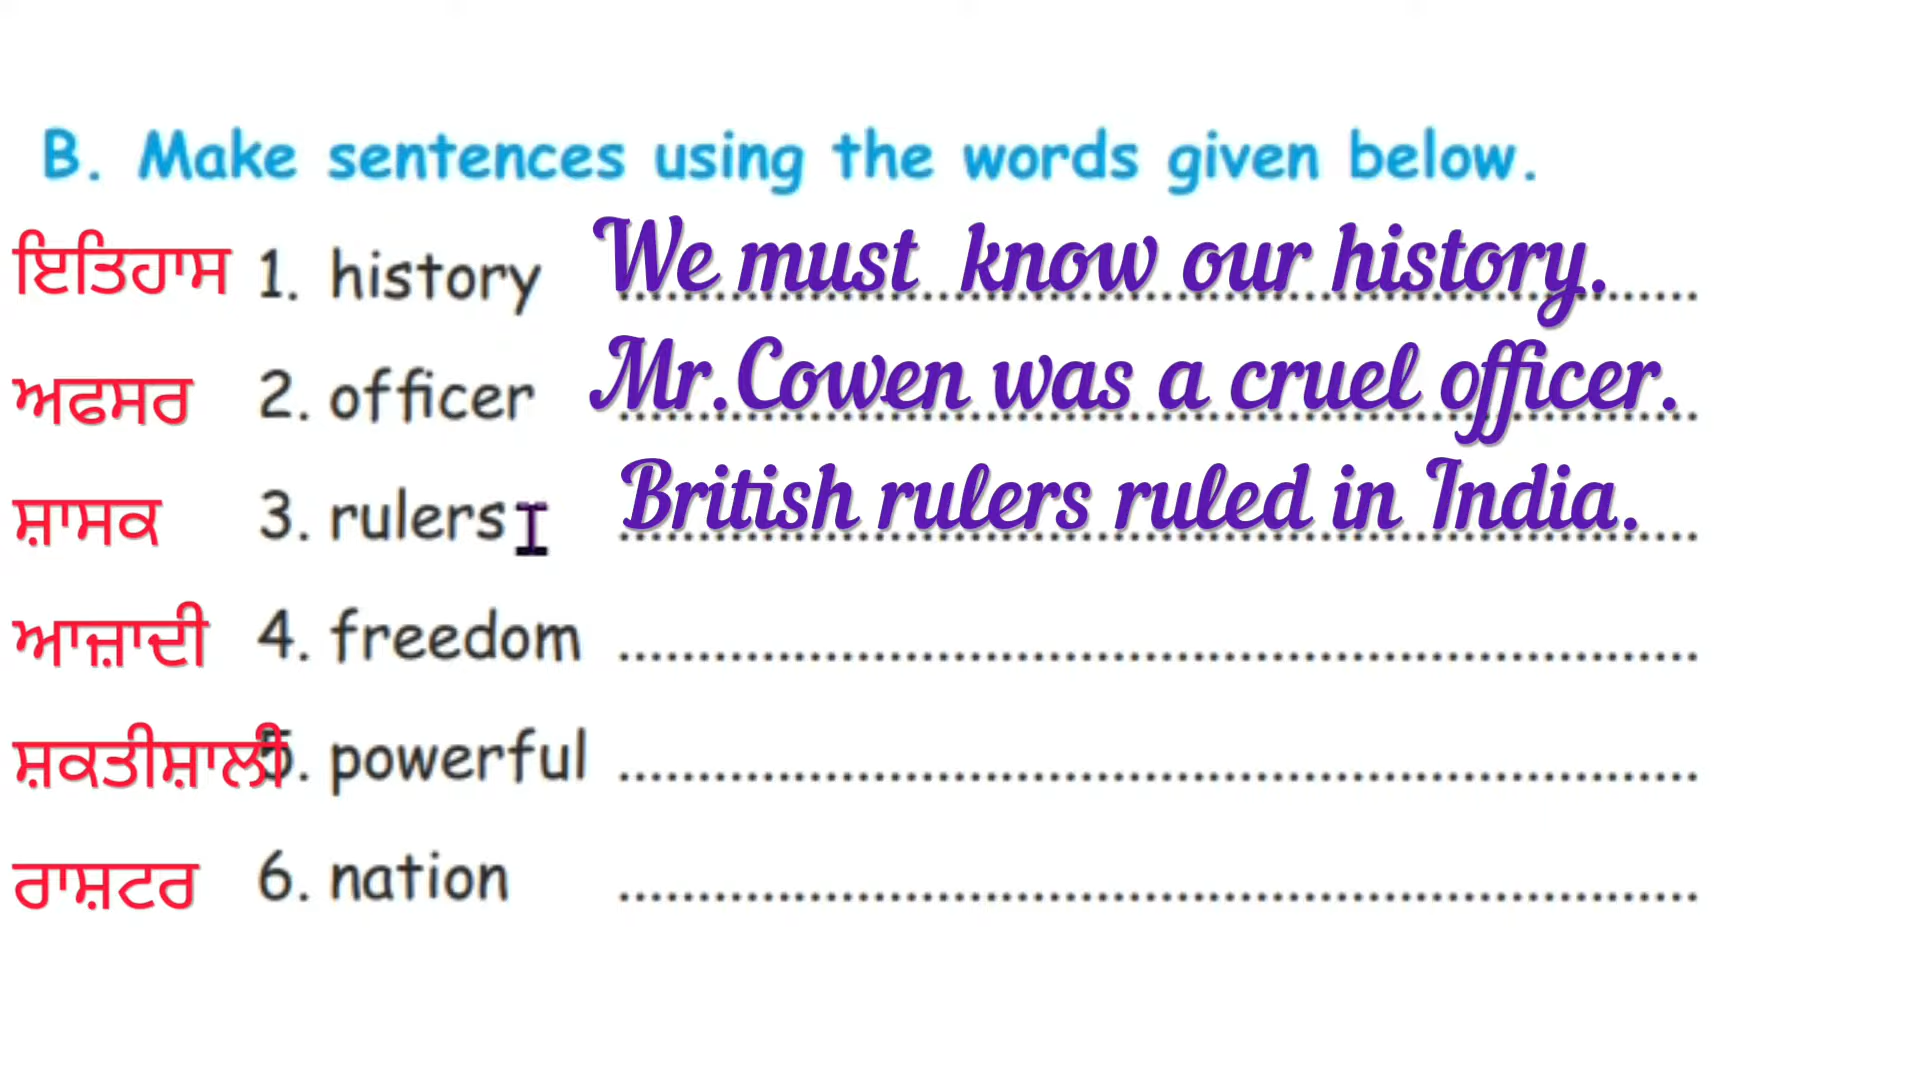 B. Make sentences using the words given below.
ਇਤਿਹਾਸ 1. history We must know our history.
ਅਫਸਰ 2. officer Mr.Cowen was a cruel officer.
ਸ਼ਾਸਕ 3. rulers British rulers ruled in India.
ਆਜ਼ਾਦੀ 4. freedom
ਸ਼ਕਤੀਸ਼ਾਲੀ 5. powerful
ਰਾਸ਼ਟਰ 6. nation